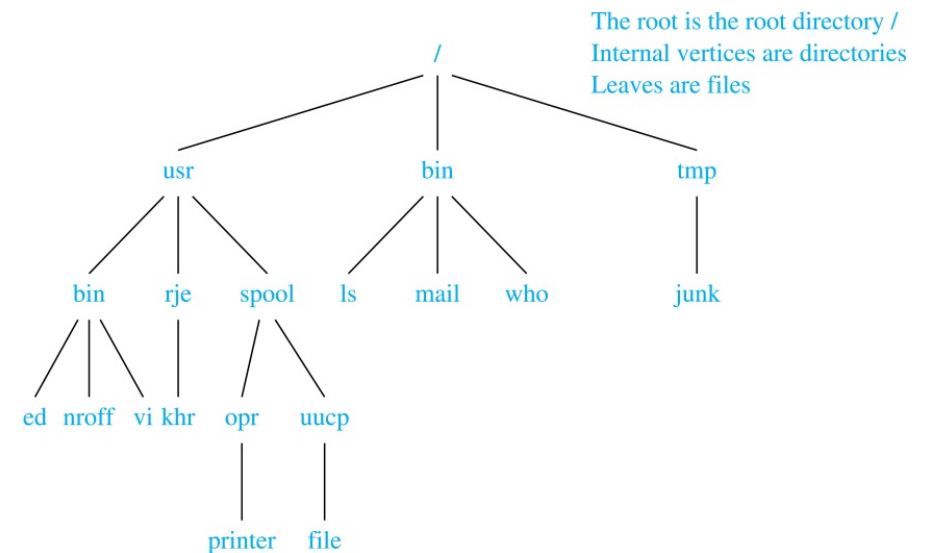 The root is the root directory /
Internal vertices are directories
Leaves are files
/
usr bin tmp
bin rje spool ls mail who junk
ed nroff vi khr opr uucp
printer file